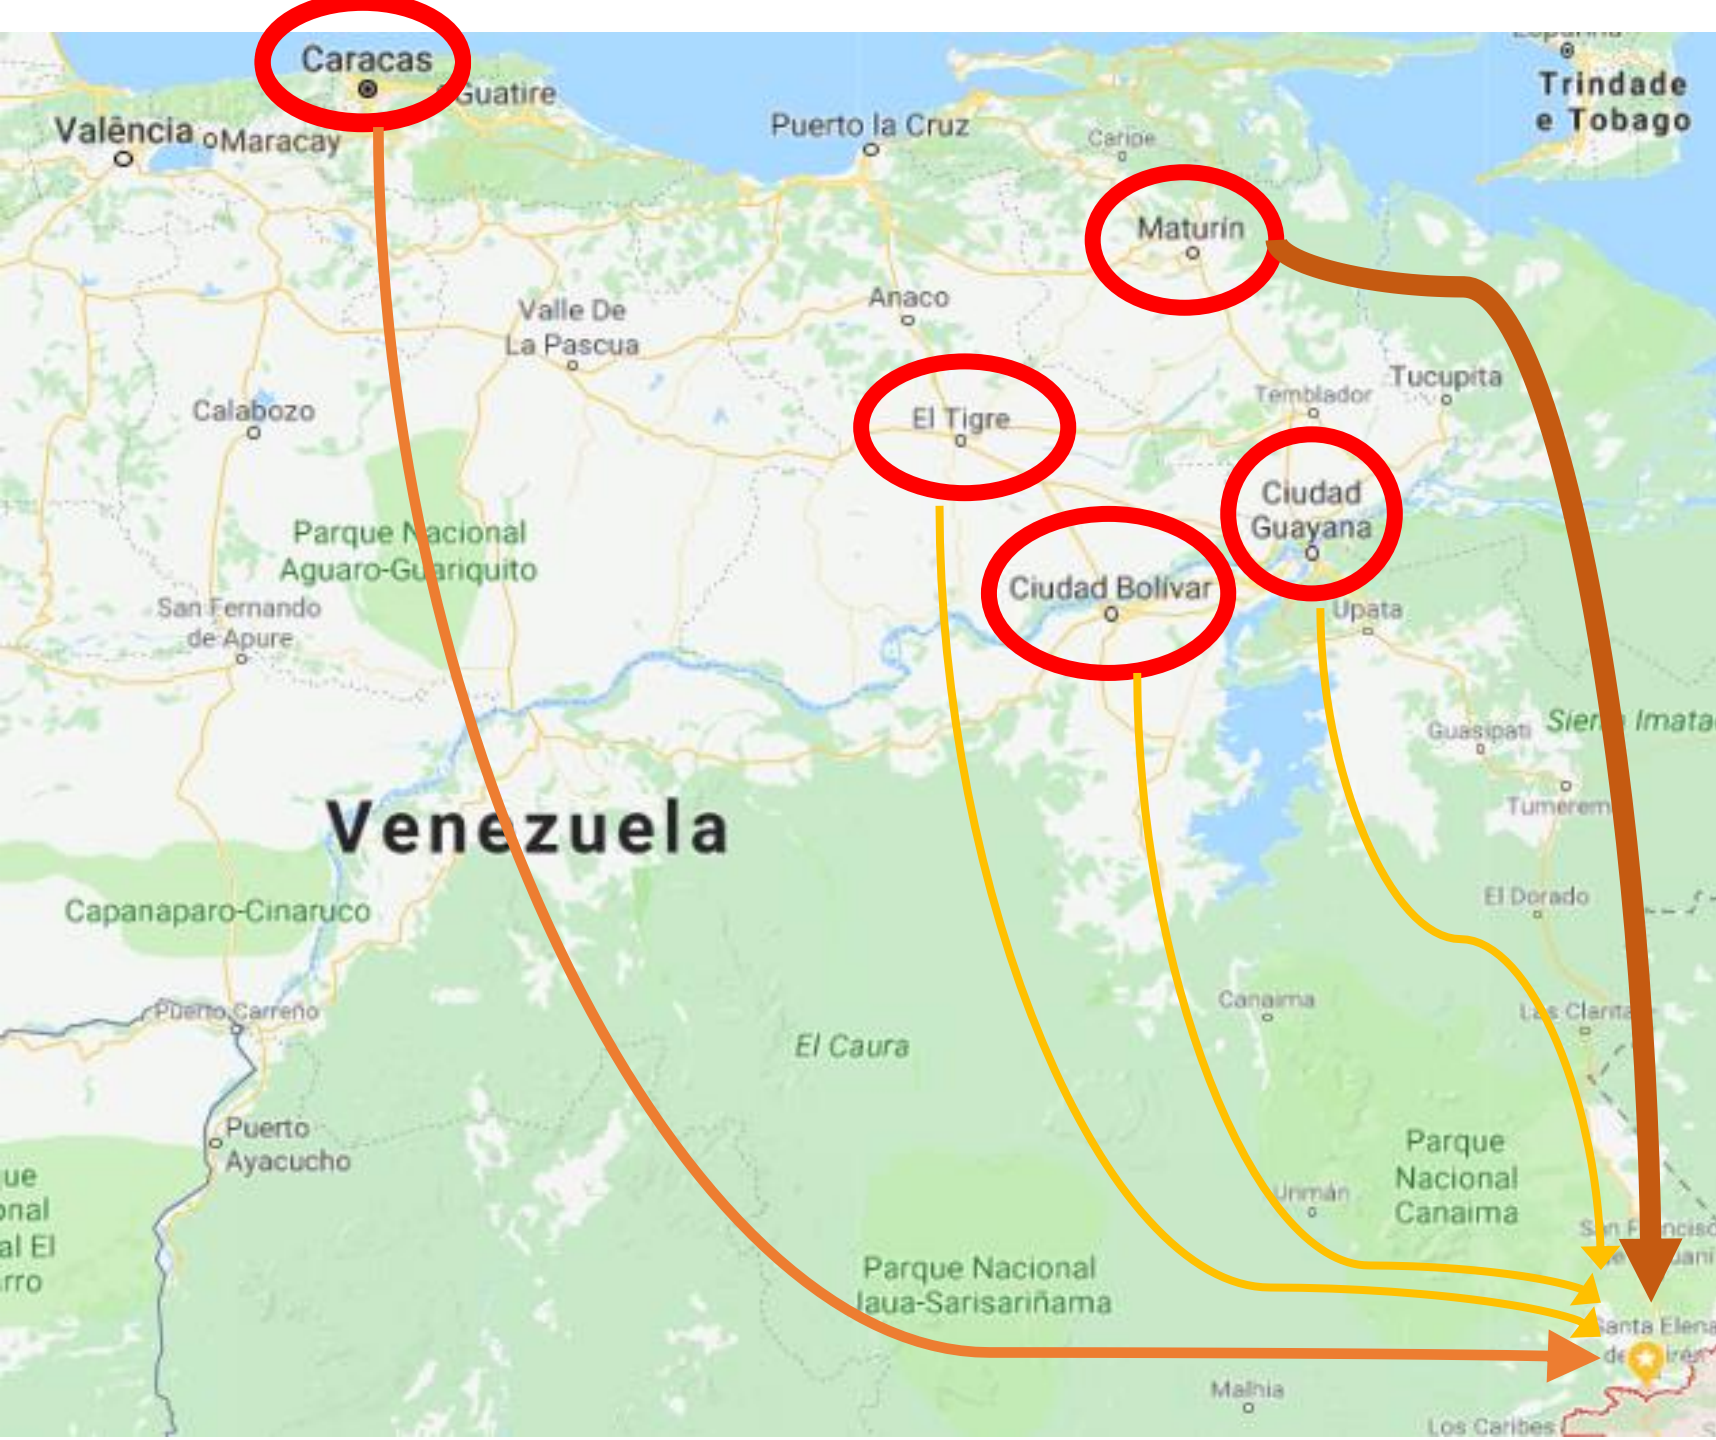 Caracas
Guatire
Valência
Maracay
Puerto la Cruz
Caripe
Trindade
e Tobago
Maturín
Anaco
Valle De
La Pascua
Calabozo
El Tigre
Temblador
Tucupita
Ciudad
Guayana
Ciudad Bolívar
Upata
Parque Nacional
Aguaro-Guariquito
San Fernando
de Apure
Guasipati
Venezuela
Capanaparo-Cinaruco
El Dorado
Puerto Carreño
Canaima
El Caura
Puerto
Ayacucho
Parque
Nacional
Canaima
Parque Nacional
Jaua-Sarisariñama
Santa Elena
Los Caribes